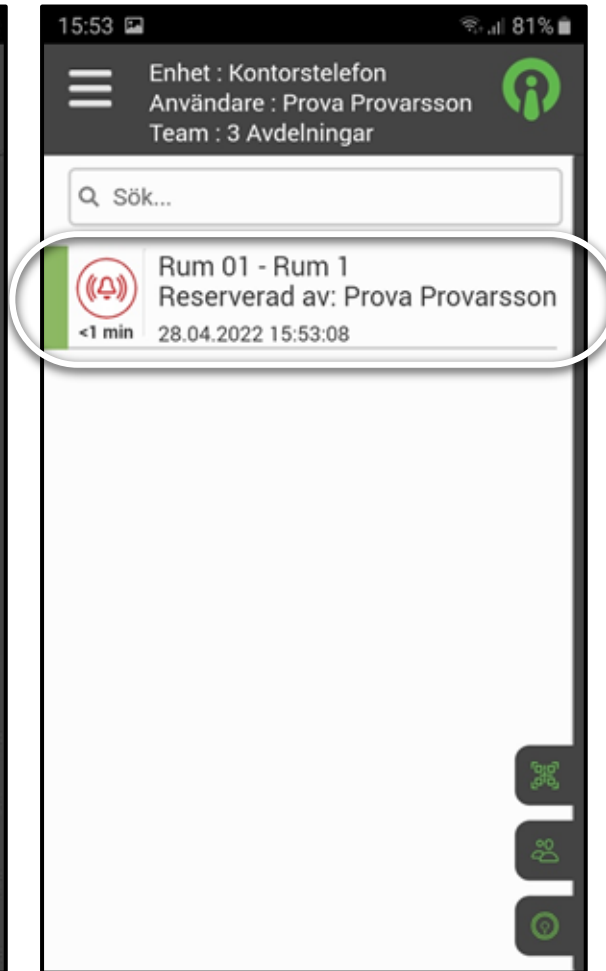 15:53 81%
Enhet : Kontorstelefon
Användare : Prova Provarsson
Team : 3 Avdelningar
Sök...
Rum 01 - Rum 1
Reserverad av: Prova Provarsson
<1 min 28.04.2022 15:53:08